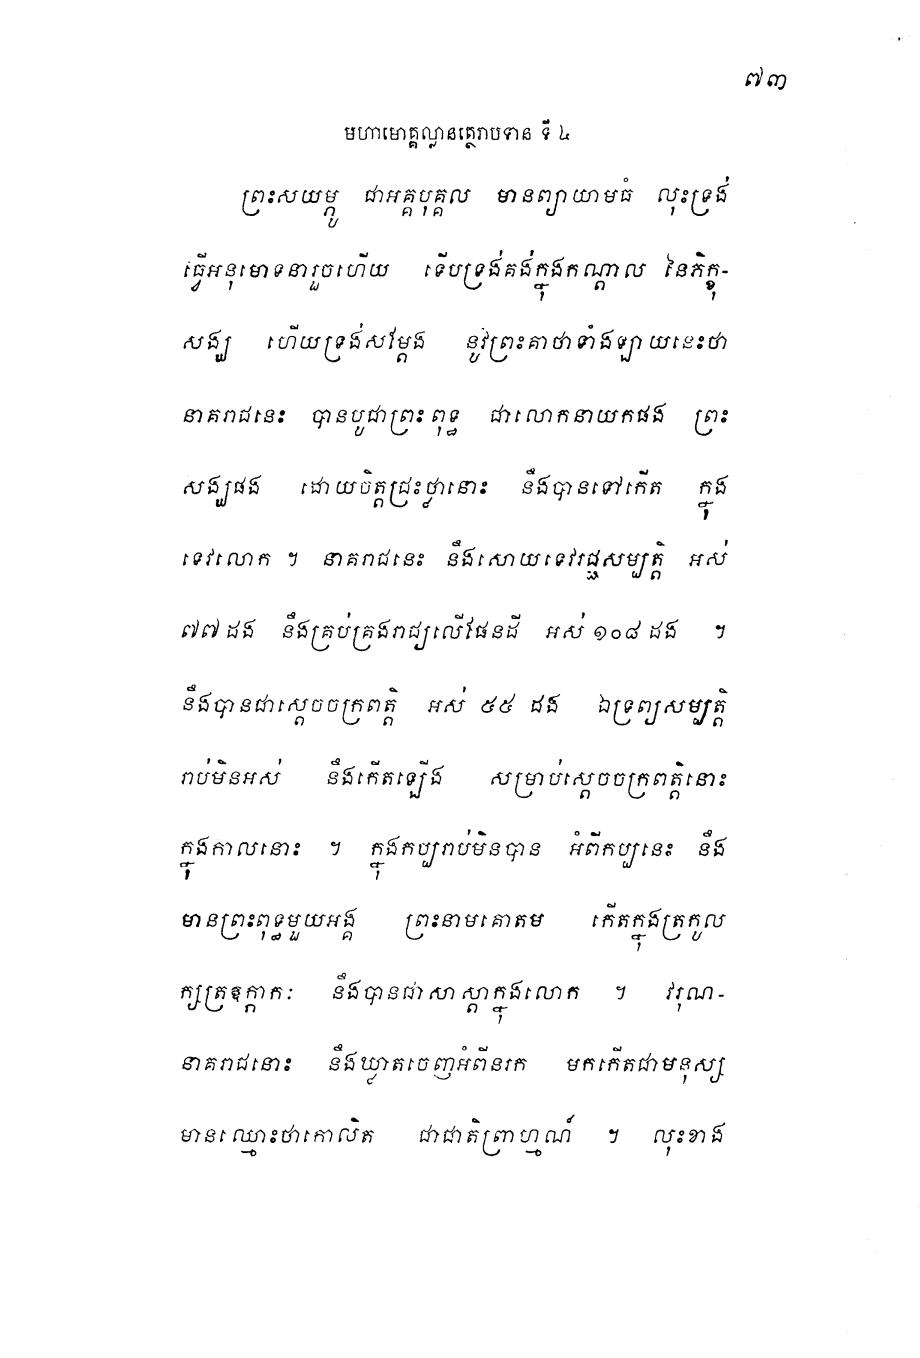 ៧៣
មហាមោគ្គល្លានត្ថេរាបទាន ទី ៤
ព្រះសយម្ភូ ជាអគ្គបុគ្គល មានព្យាយាមធំ លុះទ្រង់
ធ្វើអនុមោទនារួចហើយ ទើបទ្រង់គង់ក្នុងកណ្តាល នៃភិក្ខុ-
សង្ឃ ហើយទ្រង់សម្តែង នូវព្រះគាថាទាំងឡាយនេះថា
នាគរាជនេះ បានបូជាព្រះពុទ្ធ ជាលោកនាយកផង ព្រះ
សង្ឃផង ដោយចិត្តជ្រះថ្លានោះ នឹងបានទៅកើត ក្នុង
ទេវលោក ។ នាគរាជនេះ នឹងសោយទេវរជ្ជសម្បត្តិ អស់
៧៧ ដង នឹងគ្រប់គ្រងរាជ្យលើផែនដី អស់ ១០៨ ដង ។
នឹងបានជាស្តេចចក្រពត្តិ អស់ ៥៥ ដង ឯទ្រព្យសម្បត្តិ
រាប់មិនអស់ នឹងកើតឡើង សម្រាប់ស្តេចចក្រពត្តិនោះ
ក្នុងកាលនោះ ។ ក្នុងកប្បរាប់មិនបាន អំពីកប្បនេះ នឹង
មានព្រះពុទ្ធមួយអង្គ ព្រះនាមគោតម កើតក្នុងត្រកូល
ក្សត្រឧក្កាកៈ នឹងបានជាសាស្តាក្នុងលោក ។ វរុណ-
នាគរាជនោះ នឹងឃ្លាតចេញអំពីនរក មកកើតជាមនុស្ស
មានឈ្មោះថាកោលិត ជាជាតិព្រាហ្មណ៍ ។ លុះខាង